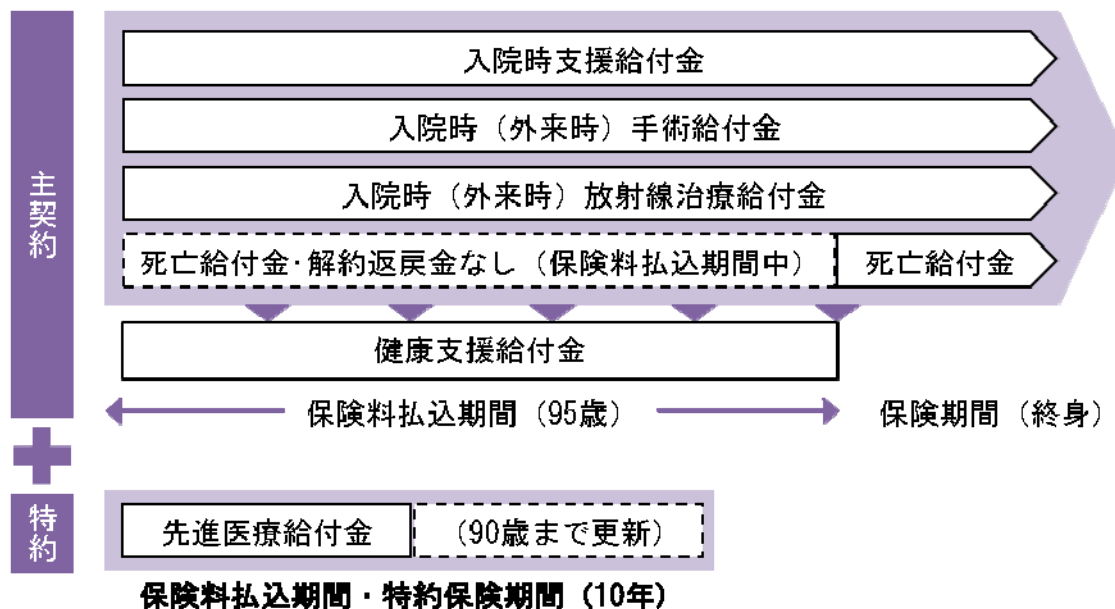 主契約
入院時支援給付金
入院時（外来時）手術給付金
入院時（外来時）放射線治療給付金
死亡給付金・解約返戻金なし（保険料払込期間中）
死亡給付金
健康支援給付金
保険料払込期間（95歳）
保険期間（終身）
特約
先進医療給付金
（90歳まで更新）
保険料払込期間・特約保険期間（10年）